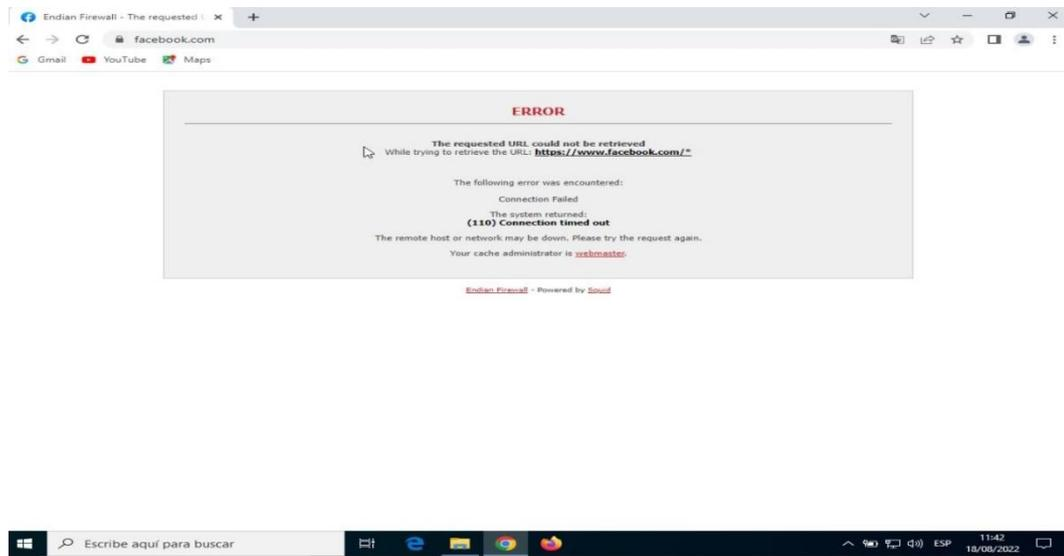 Endian Firewall - The requested
facebook.com
Gmail YouTube Maps
ERROR
The requested URL could not be retrieved
While trying to retrieve the URL: https://www.facebook.com/*
The following error was encountered:
Connection Failed
The system returned:
(110) Connection timed out
The remote host or network may be down. Please try the request again.
Your cache administrator is webmaster.
Endian Firewall - Powered by Squid
Escribe aquí para buscar
ESP
11:42
18/08/2022